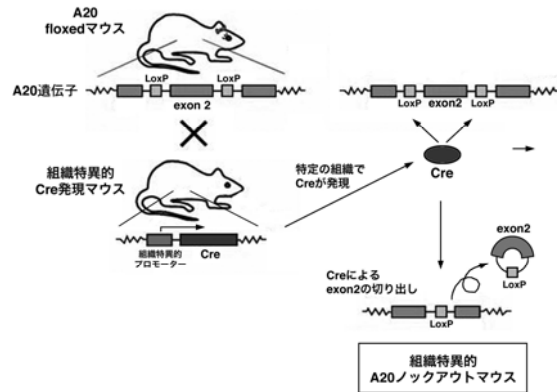 A20
floxedマウス
A20遺伝子
LoxP
LoxP
exon 2
組織特異的
Cre発現マウス
組織特異的
プロモーター
Cre
特定の組織で
Creが発現
LoxP
exon2
LoxP
Cre
Creによる
exon2の切り出し
exon2
LoxP
LoxP
組織特異的
A20ノックアウトマウス